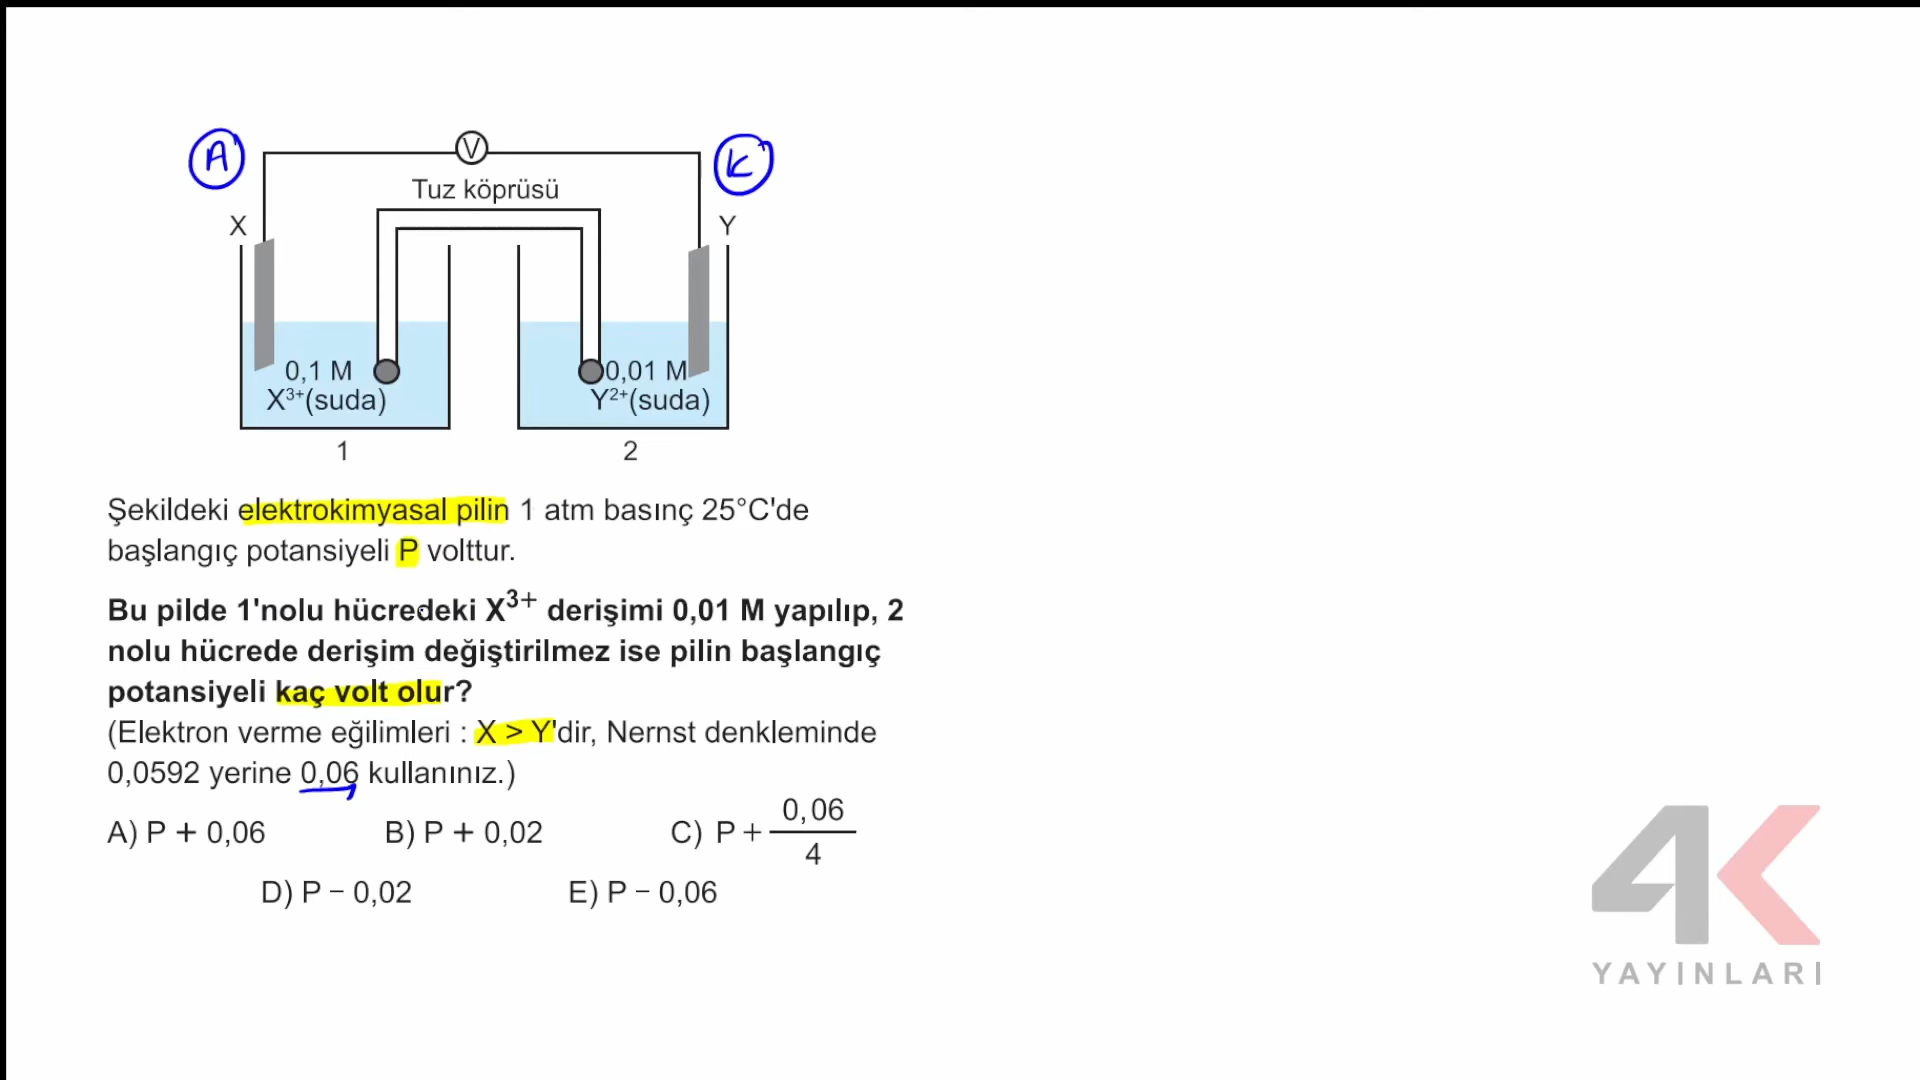 A
V
K
Tuz köprüsü
X
Y
0,1 M
X³⁺(suda)
0,01 M
Y²⁺(suda)
1
2
Şekildeki elektrokimyasal pilin 1 atm basınç 25°C'de
başlangıç potansiyeli P volttur.
Bu pilde 1'nolu hücredeki X³⁺ derişimi 0,01 M yapılıp, 2
nolu hücrede derişim değiştirilmez ise pilin başlangıç
potansiyeli kaç volt olur?
(Elektron verme eğilimleri : X > Y'dir, Nernst denkleminde
0,0592 yerine 0,06 kullanınız.)
A) P + 0,06 B) P + 0,02 C) P + 0,06/4
D) P − 0,02 E) P − 0,06
4K
YAYINLARI